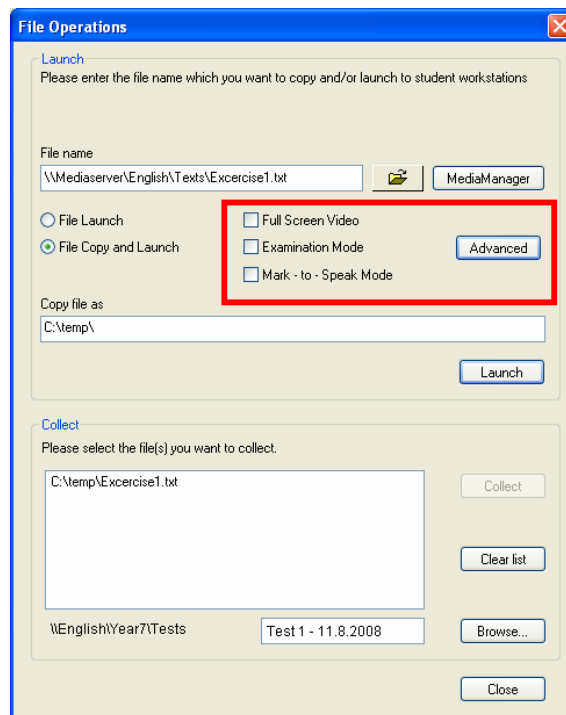 File Operations
Launch
Please enter the file name which you want to copy and/or launch to student workstations
File name
\\Mediaserver\English\Texts\Excercise1.txt
MediaManager
File Launch
Full Screen Video
File Copy and Launch
Examination Mode
Advanced
Mark - to - Speak Mode
Copy file as
C:\temp\
Launch
Collect
Please select the file(s) you want to collect.
C:\temp\Excercise1.txt
Collect
Clear list
\\English\Year7\Tests
Test 1 - 11.8.2008
Browse...
Close